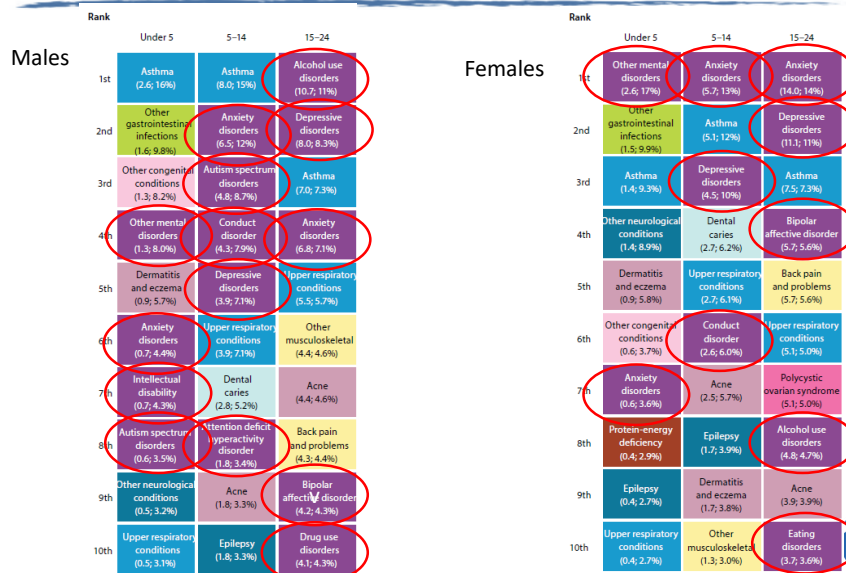 Males
Rank
Under 5
5–14
15–24
1st
Asthma
(2.6; 16%)
Asthma
(8.0; 15%)
Alcohol use
disorders
(10.7; 11%)
2nd
Other
gastrointestinal
infections
(1.6; 9.8%)
Anxiety
disorders
(6.5; 12%)
Depressive
disorders
(8.0; 8.3%)
3rd
Other congenital
conditions
(1.3; 8.2%)
Autism spectrum
disorders
(4.8; 8.7%)
Asthma
(7.0; 7.3%)
4th
Other mental
disorders
(1.3; 8.0%)
Conduct
disorder
(4.3; 7.9%)
Anxiety
disorders
(6.8; 7.1%)
5th
Dermatitis
and eczema
(0.9; 5.7%)
Depressive
disorders
(3.9; 7.1%)
Upper respiratory
conditions
(5.5; 5.7%)
6th
Anxiety
disorders
(0.7; 4.4%)
Upper respiratory
conditions
(3.9; 7.1%)
Other
musculoskeletal
(4.4; 4.6%)
7th
Intellectual
disability
(0.7; 4.3%)
Dental
caries
(2.8; 5.2%)
Acne
(4.4; 4.6%)
8th
Autism spectrum
disorders
(0.6; 3.5%)
Attention deficit
hyperactivity
disorder
(1.8; 3.4%)
Back pain
and problems
(4.3; 4.4%)
9th
Other neurological
conditions
(0.5; 3.2%)
Acne
(1.8; 3.3%)
Bipolar
affective disorder
V
(4.2; 4.3%)
10th
Upper respiratory
conditions
(0.5; 3.1%)
Epilepsy
(1.8; 3.3%)
Drug use
disorders
(4.1; 4.3%)
Females
Rank
Under 5
5–14
15–24
1st
Other mental
disorders
(2.6; 17%)
Anxiety
disorders
(5.7; 13%)
Anxiety
disorders
(14.0; 14%)
2nd
Other
gastrointestinal
infections
(1.5; 9.9%)
Asthma
(5.1; 12%)
Depressive
disorders
(11.1; 11%)
3rd
Asthma
(1.4; 9.3%)
Depressive
disorders
(4.5; 10%)
Asthma
(7.5; 7.3%)
4th
Other neurological
conditions
(1.4; 8.9%)
Dental
caries
(2.7; 6.2%)
Bipolar
affective disorder
(5.7; 5.6%)
5th
Dermatitis
and eczema
(0.9; 5.8%)
Upper respiratory
conditions
(2.7; 6.1%)
Back pain
and problems
(5.7; 5.6%)
6th
Other congenital
conditions
(0.6; 3.7%)
Conduct
disorder
(2.6; 6.0%)
Upper respiratory
conditions
(5.1; 5.0%)
7th
Anxiety
disorders
(0.6; 3.6%)
Acne
(2.5; 5.7%)
Polycystic
ovarian syndrome
(5.1; 5.0%)
8th
Protein-energy
deficiency
(0.4; 2.9%)
Epilepsy
(1.7; 3.9%)
Alcohol use
disorders
(4.8; 4.7%)
9th
Epilepsy
(0.4; 2.7%)
Dermatitis
and eczema
(1.7; 3.8%)
Acne
(3.9; 3.9%)
10th
Upper respiratory
conditions
(0.4; 2.7%)
Other
musculoskeletal
(1.3; 3.0%)
Eating
disorders
(3.7; 3.6%)